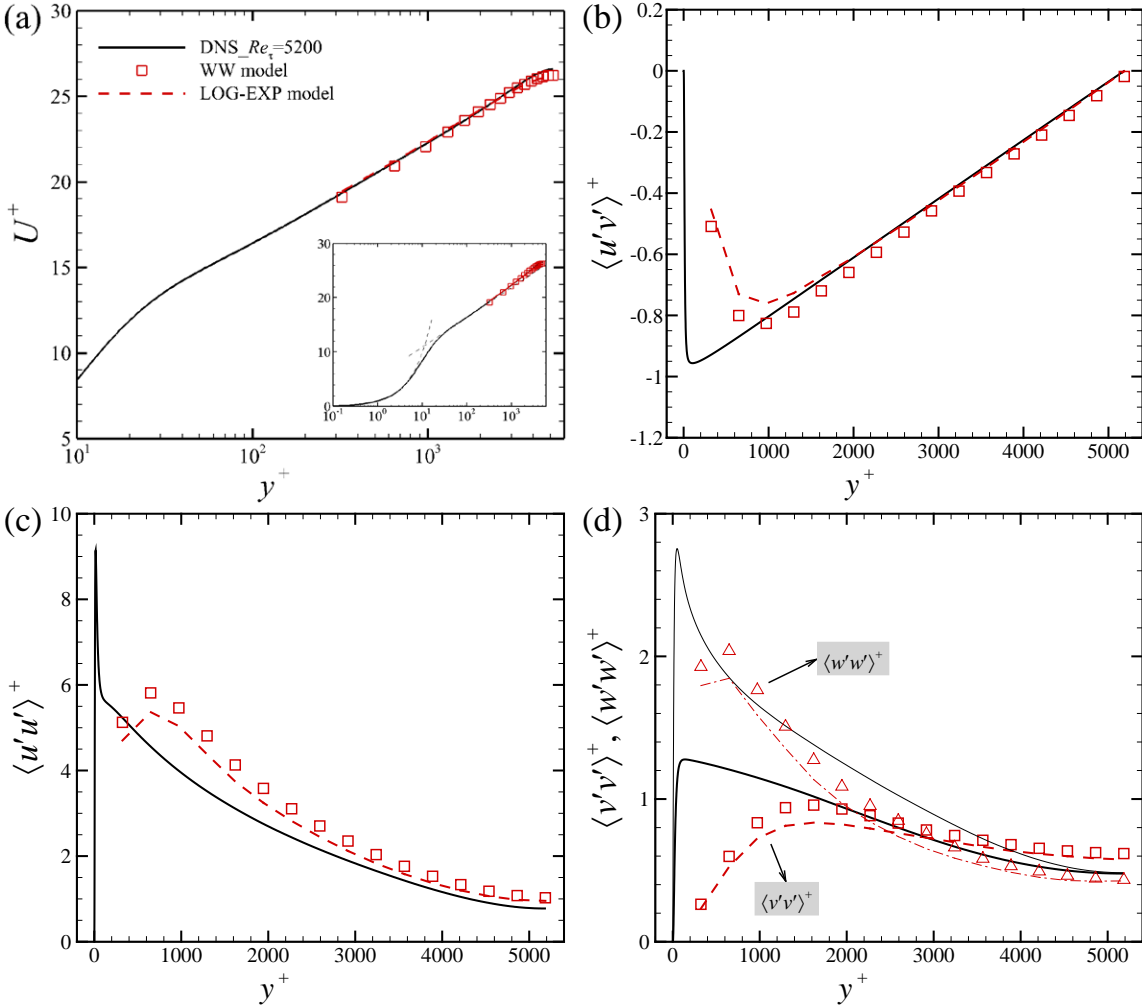 (a)
30
25
20
15
10
5
U⁺
DNS_Reτ=5200
WW model
LOG-EXP model
30
20
10
0
10⁻¹
10⁰
10¹
10²
10³
10¹
10²
10³
y⁺
(b)
0.2
0
-0.2
-0.4
-0.6
-0.8
-1
-1.2
⟨u′v′⟩⁺
0 1000 2000 3000 4000 5000
y⁺
(c)
10
8
6
4
2
0
⟨u′u′⟩⁺
0 1000 2000 3000 4000 5000
y⁺
(d)
3
2
1
0
⟨v′v′⟩⁺, ⟨w′w′⟩⁺
⟨w′w′⟩⁺
⟨v′v′⟩⁺
0 1000 2000 3000 4000 5000
y⁺